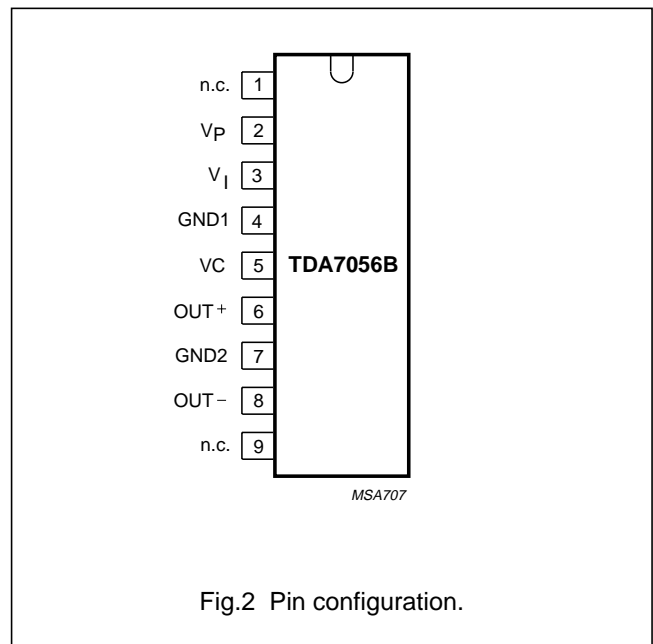 n.c. 1
VP 2
VI 3
GND1 4
VC 5
TDA7056B
OUT+ 6
GND2 7
OUT− 8
n.c. 9
MSA707
Fig.2 Pin configuration.